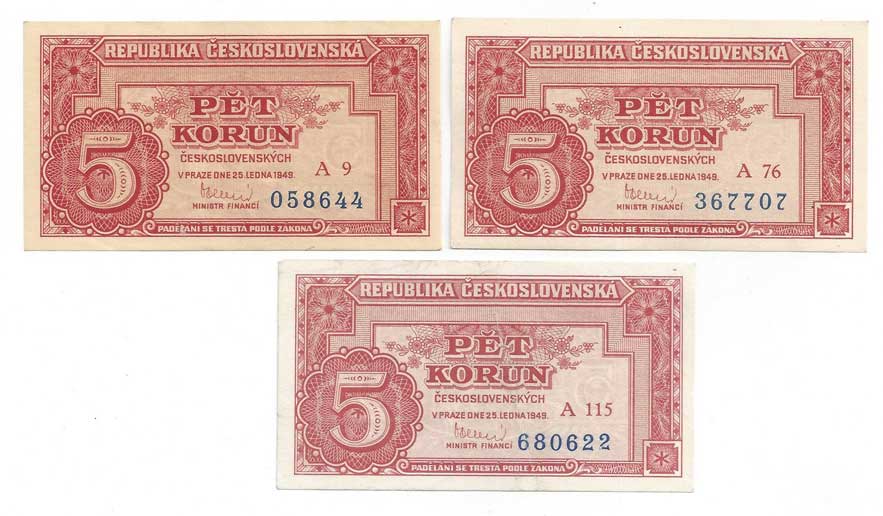 REPUBLIKA ČESKOSLOVENSKÁ
PĚT
KORUN
ČESKOSLOVENSKÝCH
V PRAZE DNE 25. LEDNA 1949.
A 9
MINISTR FINANCÍ
058644
5
PADĚLÁNÍ SE TRESTÁ PODLE ZÁKONA
REPUBLIKA ČESKOSLOVENSKÁ
PĚT
KORUN
ČESKOSLOVENSKÝCH
V PRAZE DNE 25. LEDNA 1949.
A 76
MINISTR FINANCÍ
367707
5
PADĚLÁNÍ SE TRESTÁ PODLE ZÁKONA
REPUBLIKA ČESKOSLOVENSKÁ
PĚT
KORUN
ČESKOSLOVENSKÝCH
V PRAZE DNE 25. LEDNA 1949.
A 115
MINISTR FINANCÍ
680622
5
PADĚLÁNÍ SE TRESTÁ PODLE ZÁKONA